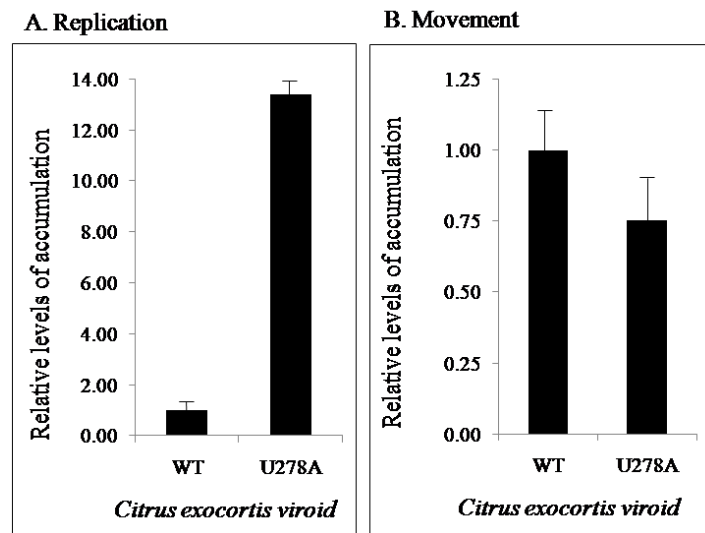 A. Replication
Relative levels of accumulation
14.00
12.00
10.00
8.00
6.00
4.00
2.00
0.00
WT
U278A
Citrus exocortis viroid
B. Movement
Relative levels of accumulation
1.25
1.00
0.75
0.50
0.25
0.00
WT
U278A
Citrus exocortis viroid